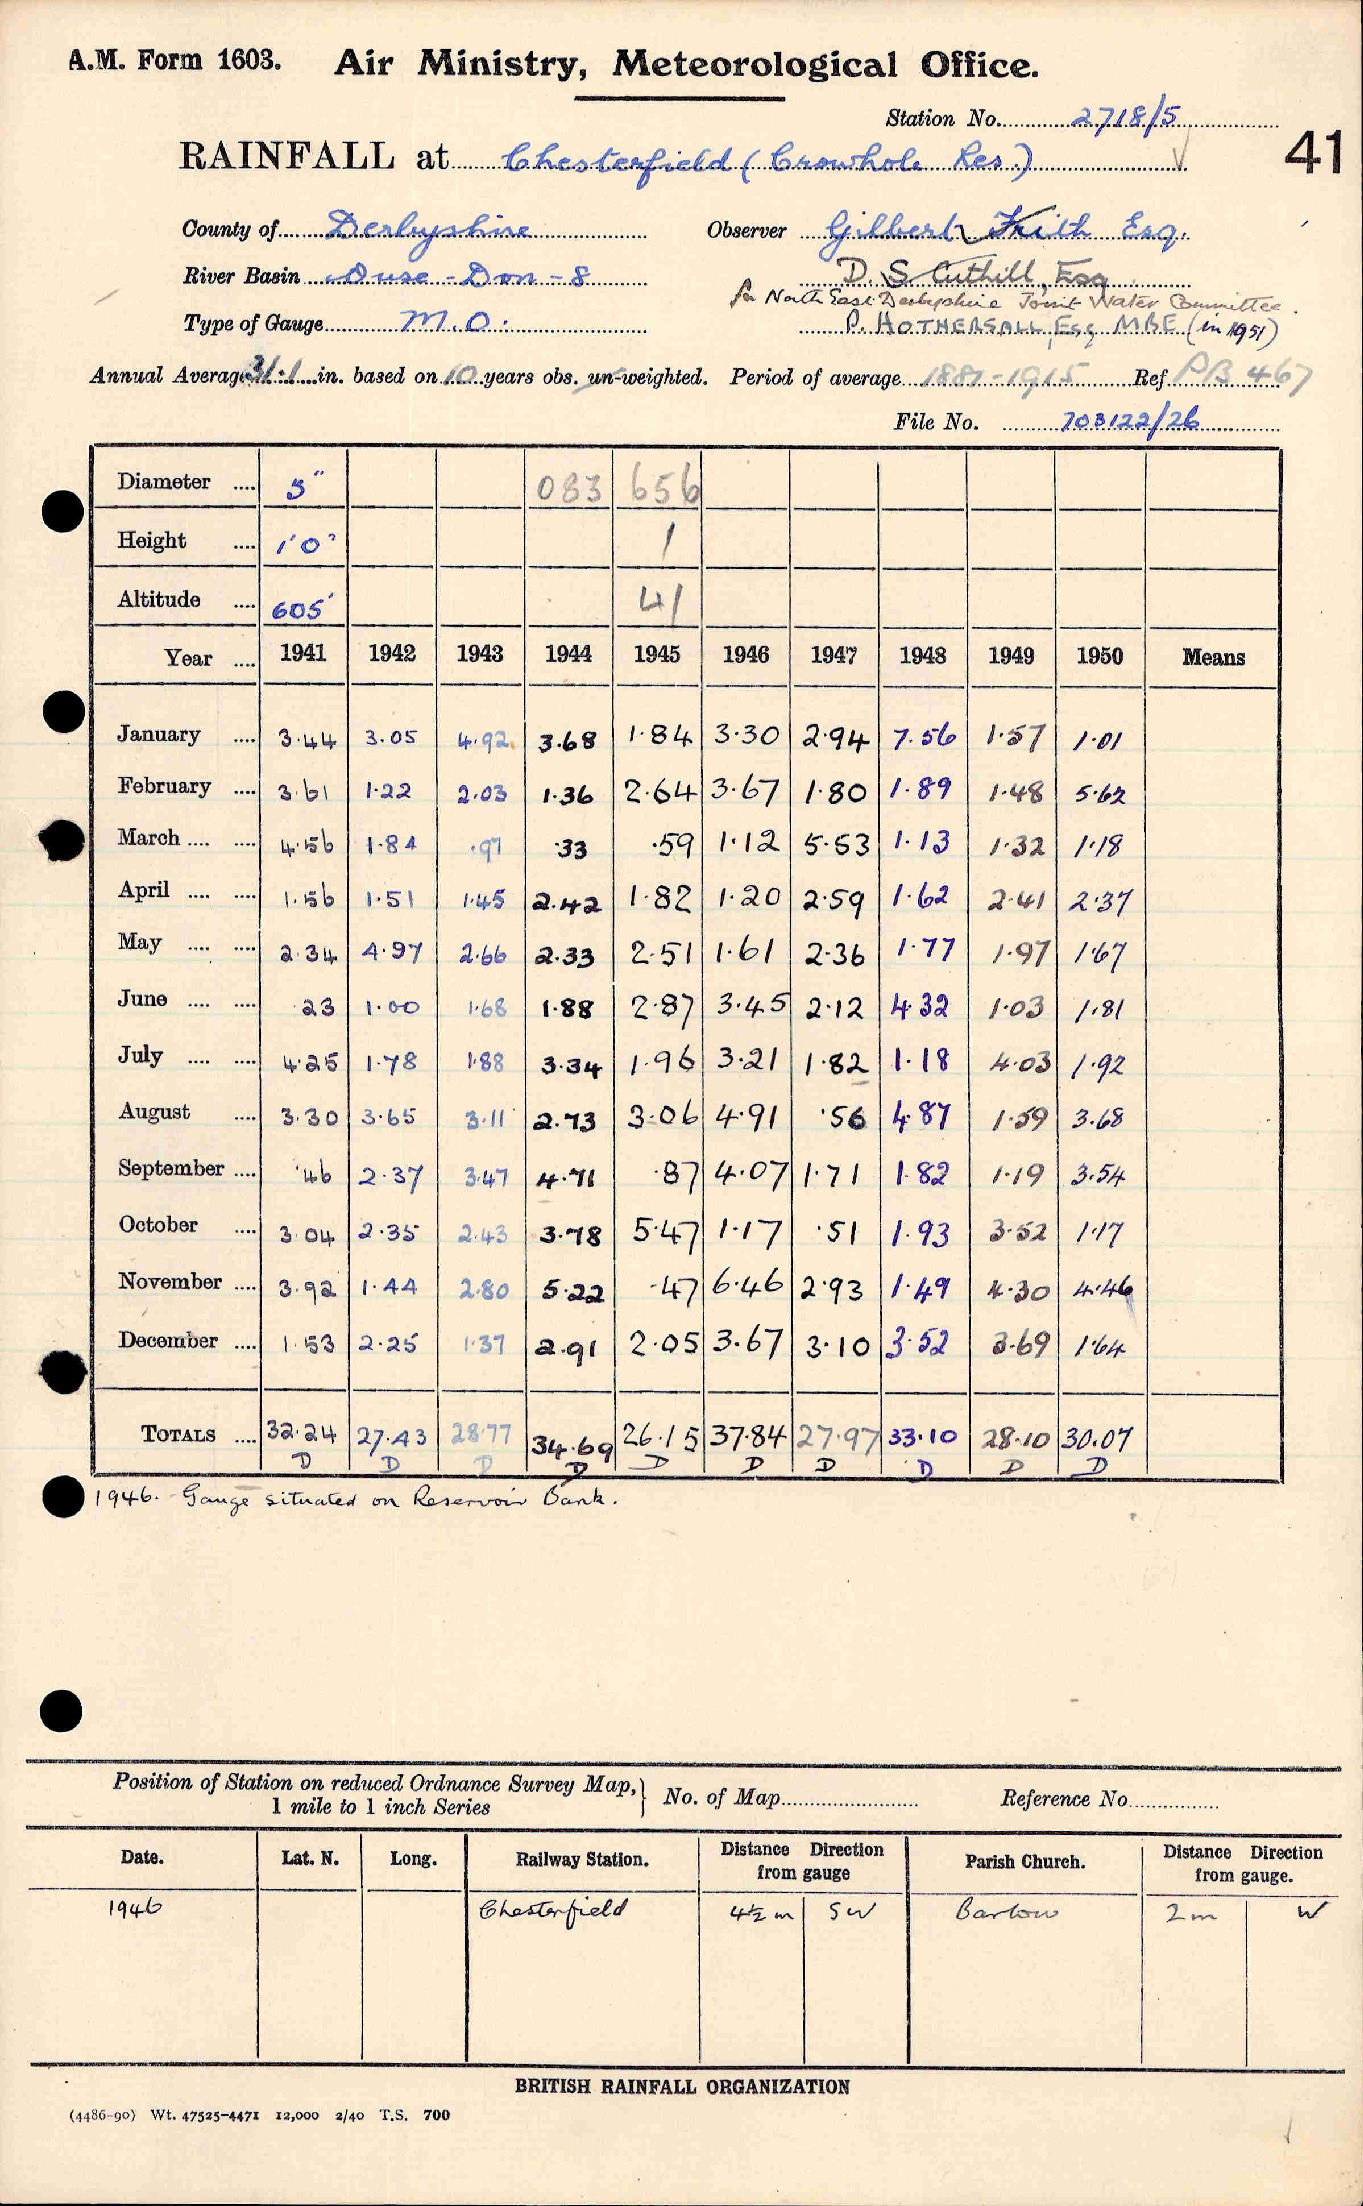 A.M. Form 1603. Air Ministry, Meteorological Office.
Station No. 2718/5
41
RAINFALL at Chesterfield (Crowhole Res.)
County of Derbyshire Observer Gilbert Frith Esq.
River Basin Ouse - Don - 8 D. S. Cuthill, Esq
for North East Derbyshire Joint Water Committee.
Type of Gauge M.O. P. HOTHERSALL, Esq MBE (in 1951)
Annual Average 31.1 in. based on 10 years obs. un-weighted. Period of average 1881-1915 Ref PB 467
File No. 703122/26
Diameter .... 5" 083 656
Height .... 1'0" 1
Altitude .... 605' 41
Year .... 1941 1942 1943 1944 1945 1946 1947 1948 1949 1950 Means
January .... 3.44 3.05 4.92 3.68 1.84 3.30 2.94 7.56 1.57 1.01
February .... 3.61 1.22 2.03 1.36 2.64 3.67 1.80 1.89 1.48 5.62
March .... .... 4.56 1.84 .97 .33 .59 1.12 5.53 1.13 1.32 1.18
April .... .... 1.56 1.51 1.45 2.42 1.82 1.20 2.59 1.62 2.41 2.37
May .... .... 2.34 4.97 2.66 2.33 2.51 1.61 2.36 1.77 1.97 1.67
June .... .... .23 1.00 1.68 1.88 2.87 3.45 2.12 4.32 1.03 1.81
July .... .... 4.25 1.78 1.88 3.34 1.96 3.21 1.82 1.18 4.03 1.92
August .... 3.30 3.65 3.11 2.73 3.06 4.91 .56 4.87 1.59 3.68
September .... .46 2.37 3.47 4.71 .87 4.07 1.71 1.82 1.19 3.54
October .... 3.04 2.35 2.43 3.78 5.47 1.17 .51 1.93 3.52 1.17
November .... 3.92 1.44 2.80 5.22 .47 6.46 2.93 1.49 4.30 4.46
December .... 1.53 2.25 1.37 2.91 2.05 3.67 3.10 3.52 3.69 1.64
TOTALS .... 32.24 27.43 28.77 34.69 26.15 37.84 27.97 33.10 28.10 30.07
D D D D D D D D D D
1946. Gauge situated on Reservoir Bank.
Position of Station on reduced Ordnance Survey Map, 1 mile to 1 inch Series } No. of Map Reference No.
Date. Lat. N. Long. Railway Station. Distance Direction from gauge Parish Church. Distance Direction from gauge.
1946 Chesterfield 4½ m SW Barlow 2 m W
BRITISH RAINFALL ORGANIZATION
(4486-90) Wt. 47525-4471 12,000 2/40 T.S. 700